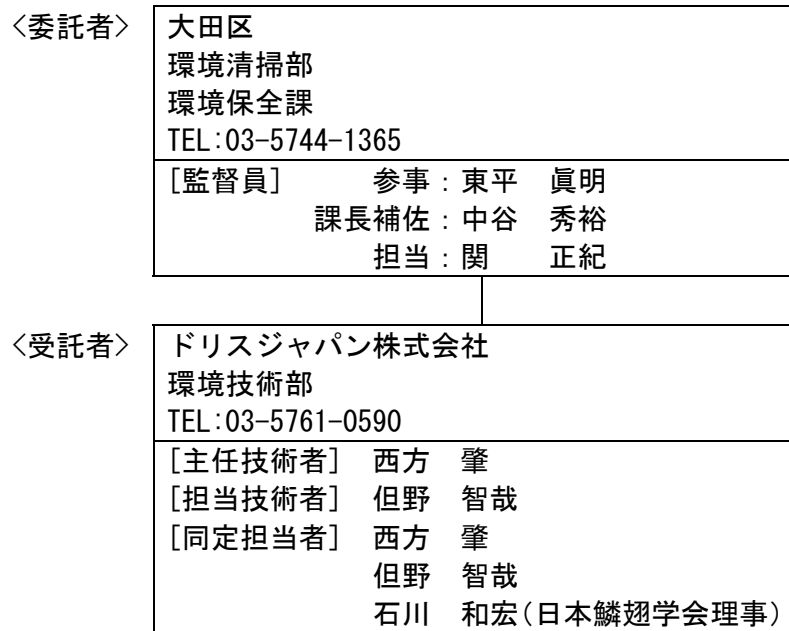 〈委託者〉 大田区
環境清掃部
環境保全課
TEL:03-5744-1365
[監督員] 参事:東平 眞明
課長補佐:中谷 秀裕
担当:関 正紀
〈受託者〉 ドリスジャパン株式会社
環境技術部
TEL:03-5761-0590
[主任技術者] 西方 肇
[担当技術者] 但野 智哉
[同定担当者] 西方 肇
但野 智哉
石川 和宏(日本鱗翅学会理事)